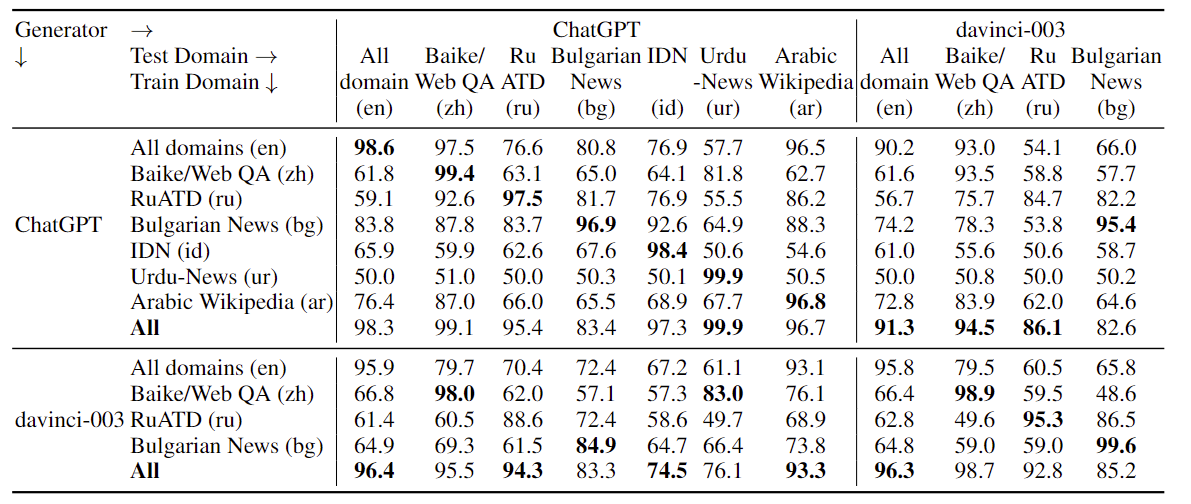 Generator → ChatGPT davinci-003
↓ Test Domain → All Baike/ Ru Bulgarian IDN Urdu Arabic All Baike/ Ru Bulgarian
Train Domain ↓ domain Web QA ATD News -News Wikipedia domain Web QA ATD News
(en) (zh) (ru) (bg) (id) (ur) (ar) (en) (zh) (ru) (bg)
All domains (en) 98.6 97.5 76.6 80.8 76.9 57.7 96.5 90.2 93.0 54.1 66.0
Baike/Web QA (zh) 61.8 99.4 63.1 65.0 64.1 81.8 62.7 61.6 93.5 58.8 57.7
RuATD (ru) 59.1 92.6 97.5 81.7 76.9 55.5 86.2 56.7 75.7 84.7 82.2
ChatGPT Bulgarian News (bg) 83.8 87.8 83.7 96.9 92.6 64.9 88.3 74.2 78.3 53.8 95.4
IDN (id) 65.9 59.9 62.6 67.6 98.4 50.6 54.6 61.0 55.6 50.6 58.7
Urdu-News (ur) 50.0 51.0 50.0 50.3 50.1 99.9 50.5 50.0 50.8 50.0 50.2
Arabic Wikipedia (ar) 76.4 87.0 66.0 65.5 68.9 67.7 96.8 72.8 83.9 62.0 64.6
All 98.3 99.1 95.4 83.4 97.3 99.9 96.7 91.3 94.5 86.1 82.6
All domains (en) 95.9 79.7 70.4 72.4 67.2 61.1 93.1 95.8 79.5 60.5 65.8
Baike/Web QA (zh) 66.8 98.0 62.0 57.1 57.3 83.0 76.1 66.4 98.9 59.5 48.6
davinci-003 RuATD (ru) 61.4 60.5 88.6 72.4 58.6 49.7 68.9 62.8 49.6 95.3 86.5
Bulgarian News (bg) 64.9 69.3 61.5 84.9 64.7 66.4 73.8 64.8 59.0 59.0 99.6
All 96.4 95.5 94.3 83.3 74.5 76.1 93.3 96.3 98.7 92.8 85.2